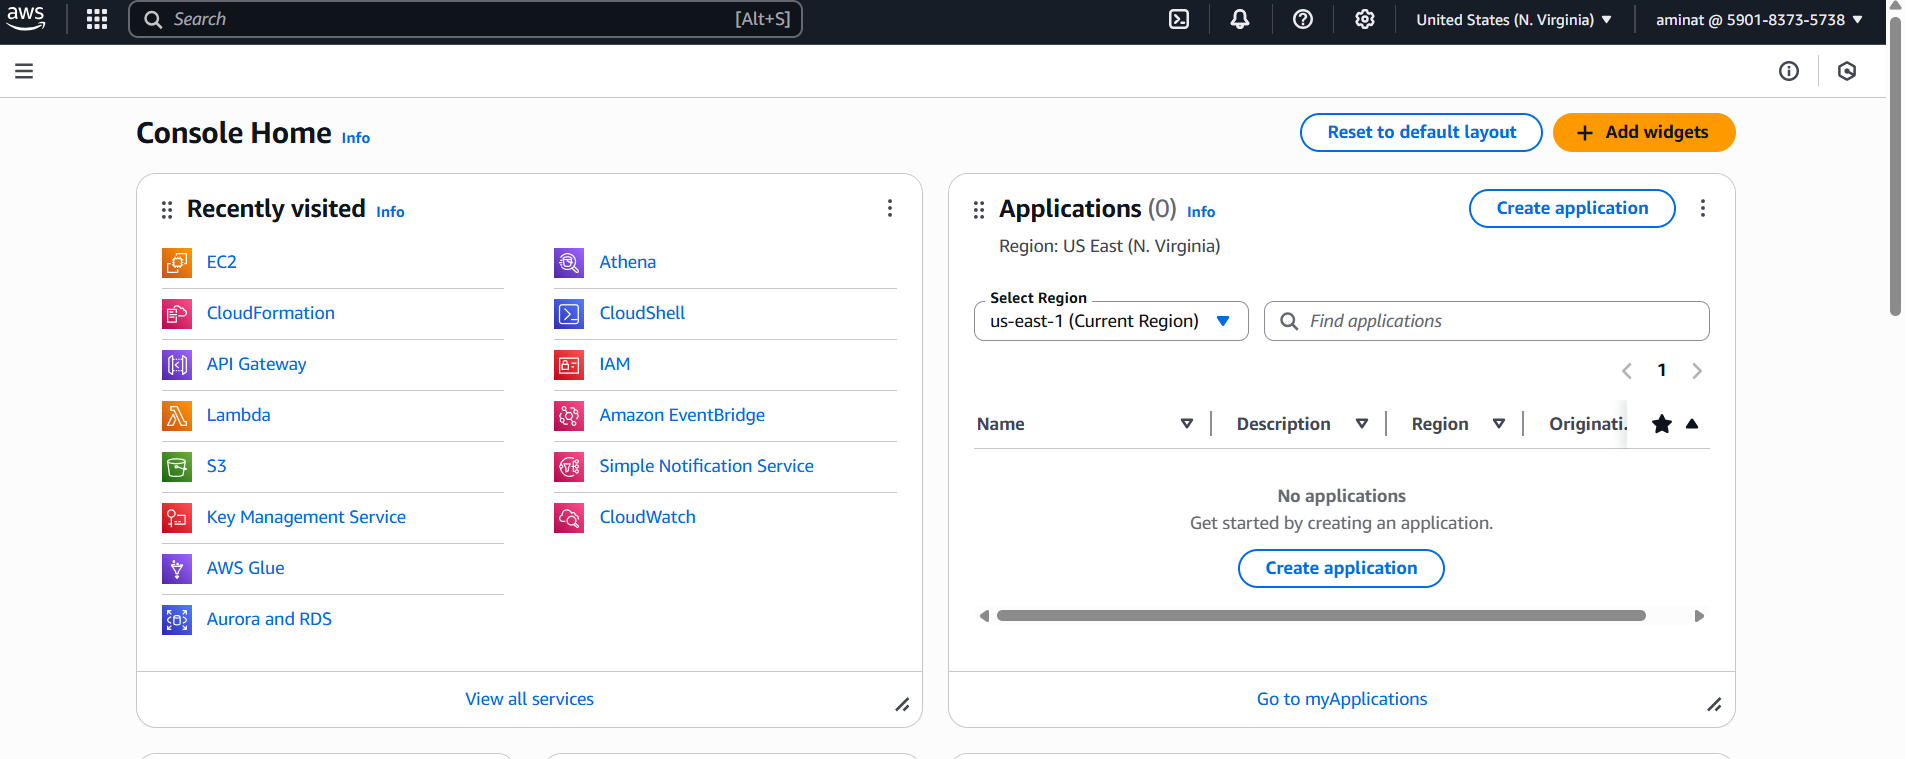 aws
Search [Alt+S]
United States (N. Virginia)
aminat @ 5901-8373-5738
Console Home Info
Reset to default layout
Add widgets
Recently visited Info
EC2
CloudFormation
API Gateway
Lambda
S3
Key Management Service
AWS Glue
Aurora and RDS
Athena
CloudShell
IAM
Amazon EventBridge
Simple Notification Service
CloudWatch
View all services
Applications (0) Info
Create application
Region: US East (N. Virginia)
Select Region
us-east-1 (Current Region)
Find applications
1
Name Description Region Originati.
No applications
Get started by creating an application.
Create application
Go to myApplications